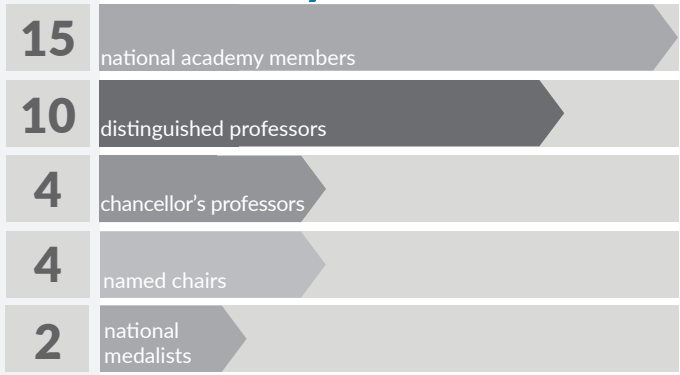 15
national academy members
10
distinguished professors
4
chancellor’s professors
4
named chairs
2
national
medalists